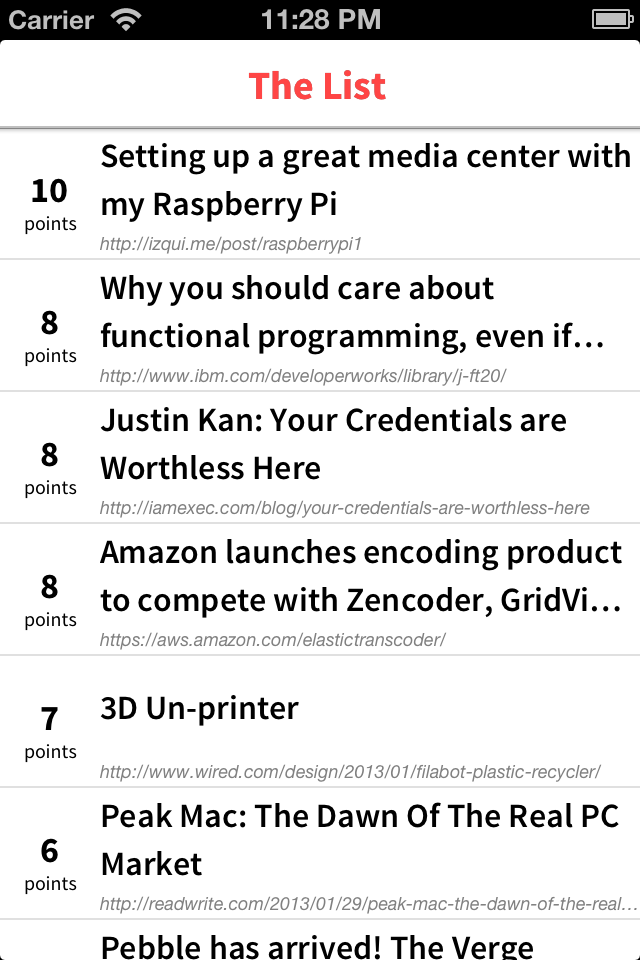 Carrier 11:28 PM
The List
Setting up a great media center with
my Raspberry Pi
10
points
http://izqui.me/post/raspberrypi1
Why you should care about
functional programming, even if...
8
points
http://www.ibm.com/developerworks/library/j-ft20/
Justin Kan: Your Credentials are
Worthless Here
8
points
http://iamexec.com/blog/your-credentials-are-worthless-here
Amazon launches encoding product
to compete with Zencoder, GridVi...
8
points
https://aws.amazon.com/elastictranscoder/
3D Un-printer
7
points
http://www.wired.com/design/2013/01/filabot-plastic-recycler/
Peak Mac: The Dawn Of The Real PC
Market
6
points
http://readwrite.com/2013/01/29/peak-mac-the-dawn-of-the-real...
Pebble has arrived! The Verge